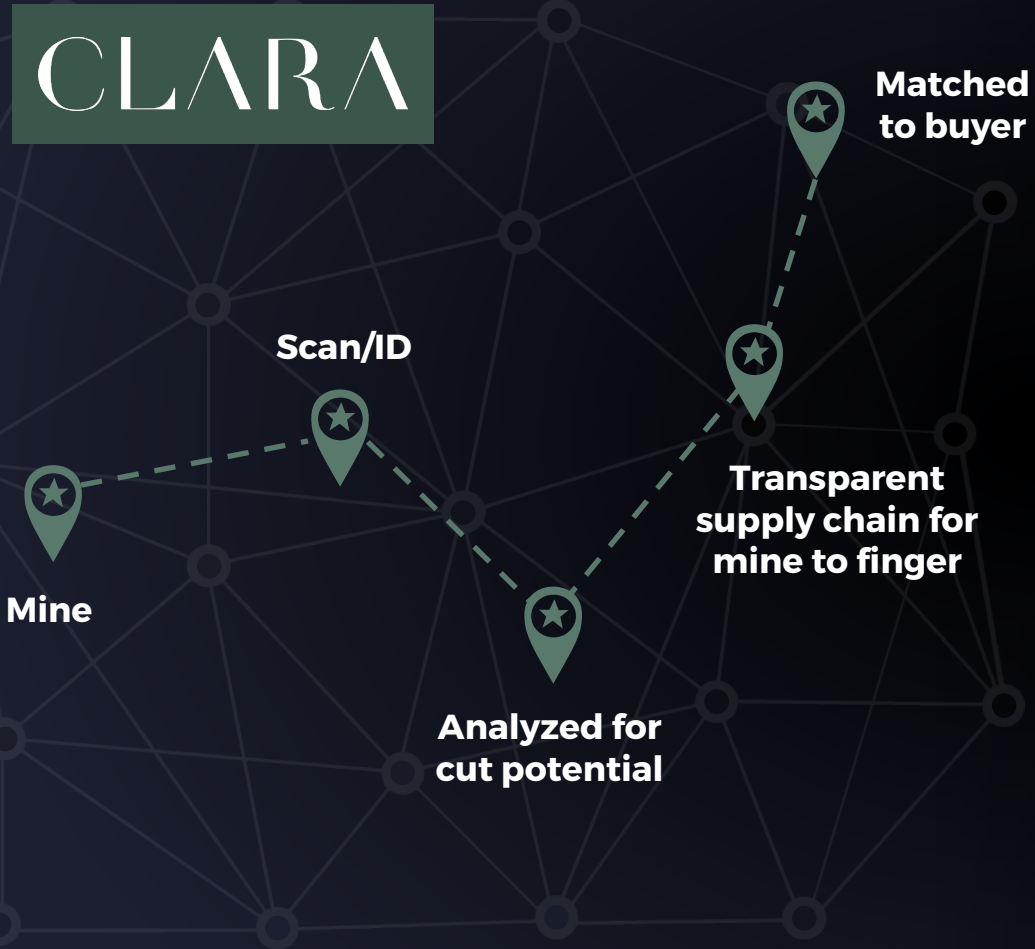 CLARA
Matched
to buyer
Scan/ID
Transparent
supply chain for
mine to finger
Mine
Analyzed for
cut potential